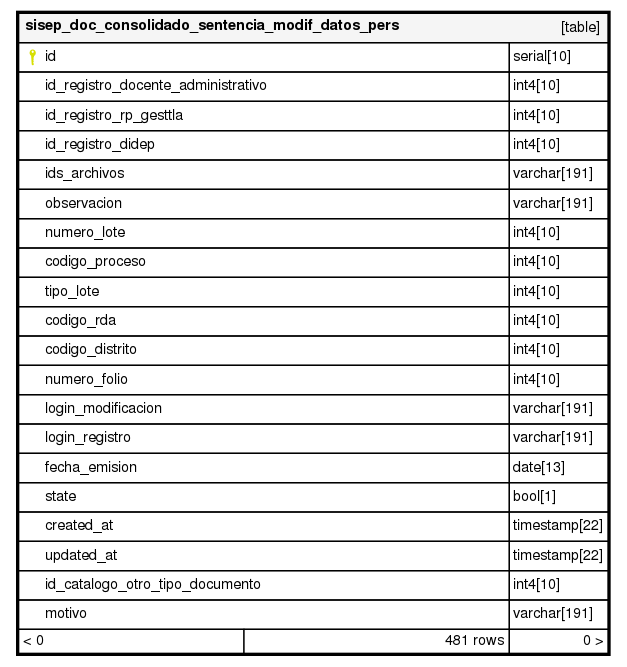 sisep_doc_consolidado_sentencia_modif_datos_pers [table]
id serial[10]
id_registro_docente_administrativo int4[10]
id_registro_rp_gesttla int4[10]
id_registro_didep int4[10]
ids_archivos varchar[191]
observacion varchar[191]
numero_lote int4[10]
codigo_proceso int4[10]
tipo_lote int4[10]
codigo_rda int4[10]
codigo_distrito int4[10]
numero_folio int4[10]
login_modificacion varchar[191]
login_registro varchar[191]
fecha_emision date[13]
state bool[1]
created_at timestamp[22]
updated_at timestamp[22]
id_catalogo_otro_tipo_documento int4[10]
motivo varchar[191]
< 0 481 rows 0 >